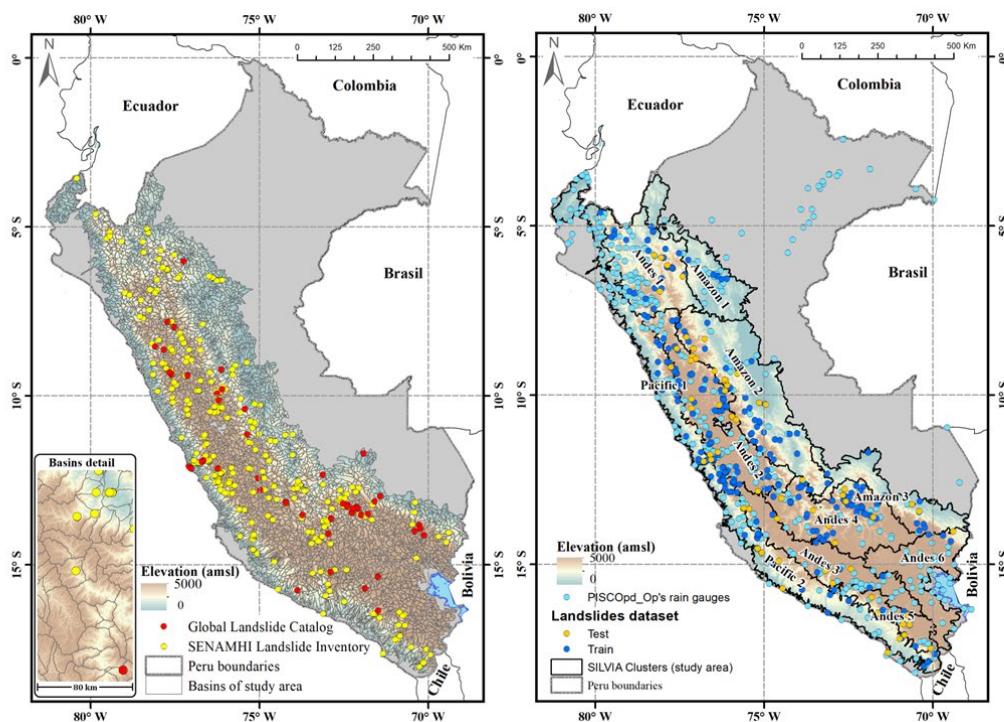 80° W
75° W
70° W
N
0 125 250 500 Km
0°
Ecuador
Colombia
5° S
Brasil
10° S
15° S
Bolivia
Chile
Basins detail
80 km
Elevation (amsl)
5000
0
Global Landslide Catalog
SENAMHI Landslide Inventory
Peru boundaries
Basins of study area
80° W
75° W
70° W
80° W
75° W
70° W
N
0 125 250 500 Km
0°
Ecuador
Colombia
5° S
Brasil
Andes 1
Amazon 1
Amazon 2
Pacific 1
10° S
Andes 2
Amazon 3
Andes 4
Andes 3
Andes 6
Pacific 2
Andes 5
15° S
Bolivia
Chile
Elevation (amsl)
5000
0
PISCOpd_Op's rain gauges
Landslides dataset
Test
Train
SILVIA Clusters (study area)
Peru boundaries
80° W
75° W
70° W